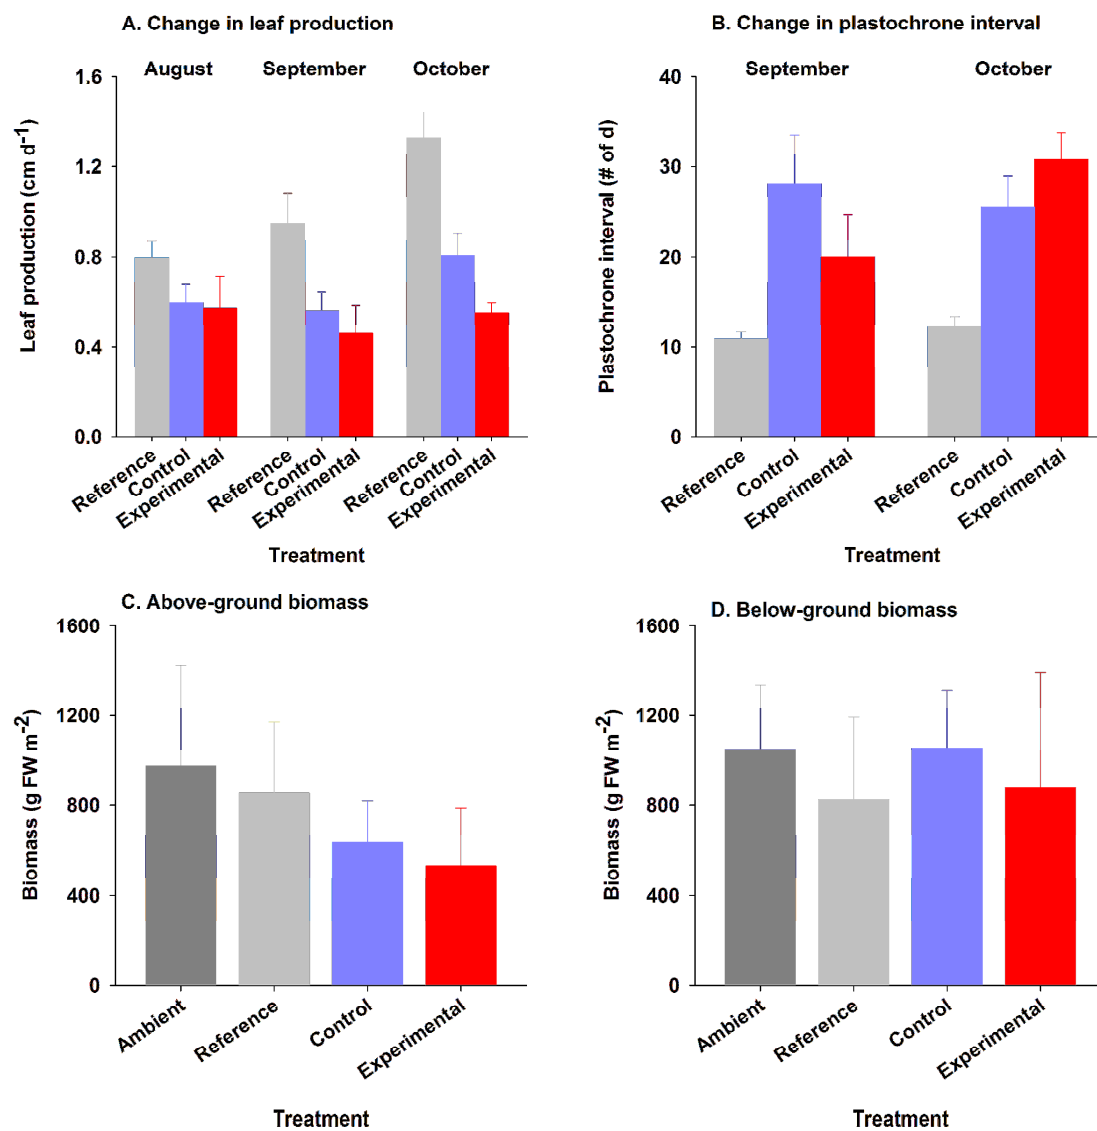 A. Change in leaf production
August September October
Leaf production (cm d-1)
1.6
1.2
0.8
0.4
0.0
Reference
Control
Experimental
Reference
Control
Experimental
Reference
Control
Experimental
Treatment
B. Change in plastochrone interval
September October
Plastochrone interval (# of d)
40
30
20
10
0
Reference
Control
Experimental
Reference
Control
Experimental
Treatment
C. Above-ground biomass
Biomass (g FW m-2)
1600
1200
800
400
0
Ambient
Reference
Control
Experimental
Treatment
D. Below-ground biomass
Biomass (g FW m-2)
1600
1200
800
400
0
Ambient
Reference
Control
Experimental
Treatment